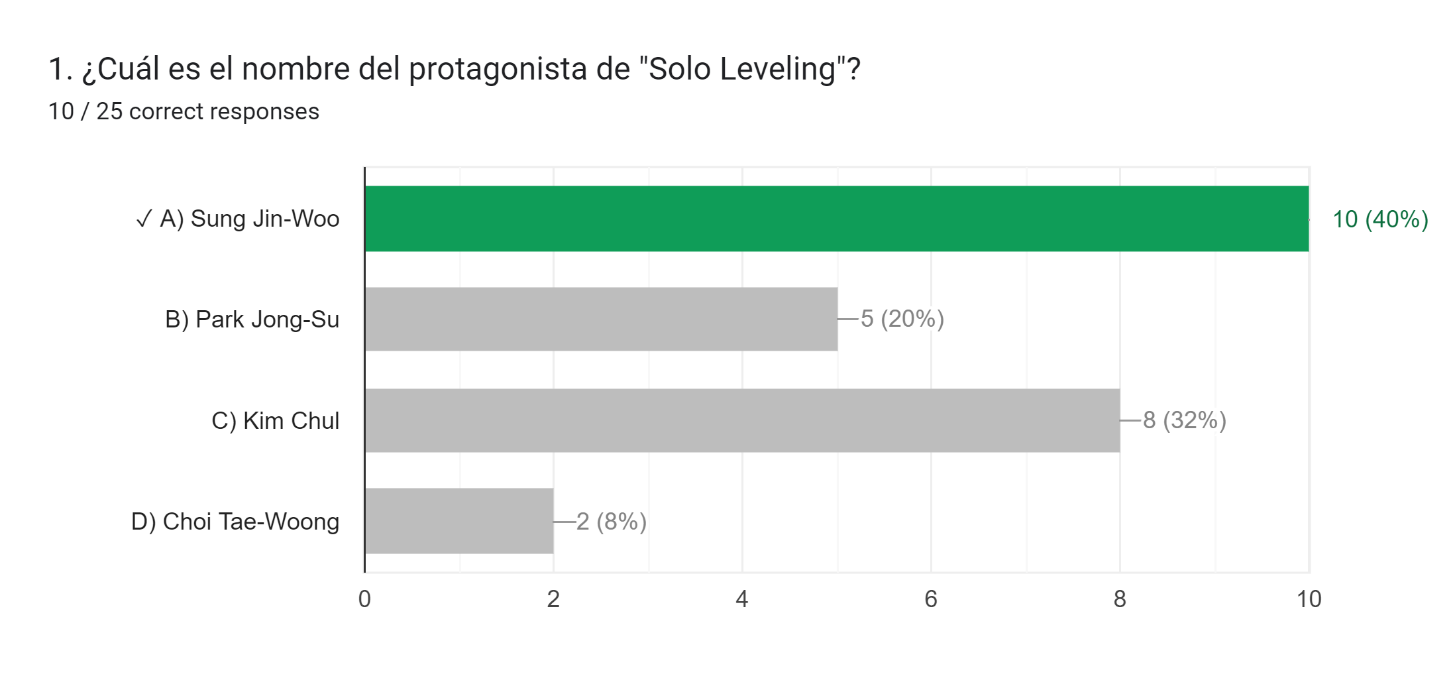 1. ¿Cuál es el nombre del protagonista de "Solo Leveling"?
10 / 25 correct responses
✓ A) Sung Jin-Woo 10 (40%)
B) Park Jong-Su 5 (20%)
C) Kim Chul 8 (32%)
D) Choi Tae-Woong 2 (8%)
0 2 4 6 8 10